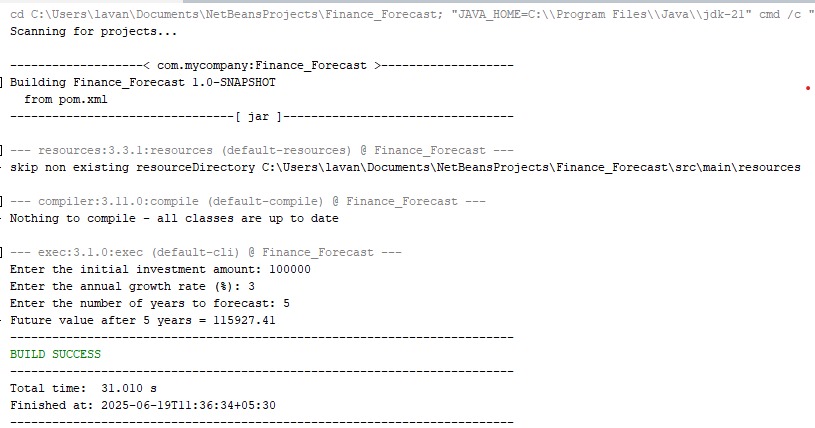 cd C:\Users\lavan\Documents\NetBeansProjects\Finance_Forecast; "JAVA_HOME=C:\\Program Files\\Java\\jdk-21" cmd /c "
Scanning for projects...
-------------------< com.mycompany:Finance_Forecast >-------------------
Building Finance_Forecast 1.0-SNAPSHOT
from pom.xml
--------------------------------[ jar ]---------------------------------
--- resources:3.3.1:resources (default-resources) @ Finance_Forecast ---
skip non existing resourceDirectory C:\Users\lavan\Documents\NetBeansProjects\Finance_Forecast\src\main\resources
--- compiler:3.11.0:compile (default-compile) @ Finance_Forecast ---
Nothing to compile - all classes are up to date
--- exec:3.1.0:exec (default-cli) @ Finance_Forecast ---
Enter the initial investment amount: 100000
Enter the annual growth rate (%): 3
Enter the number of years to forecast: 5
Future value after 5 years = 115927.41
------------------------------------------------------------------------
BUILD SUCCESS
------------------------------------------------------------------------
Total time:  31.010 s
Finished at: 2025-06-19T11:36:34+05:30
------------------------------------------------------------------------